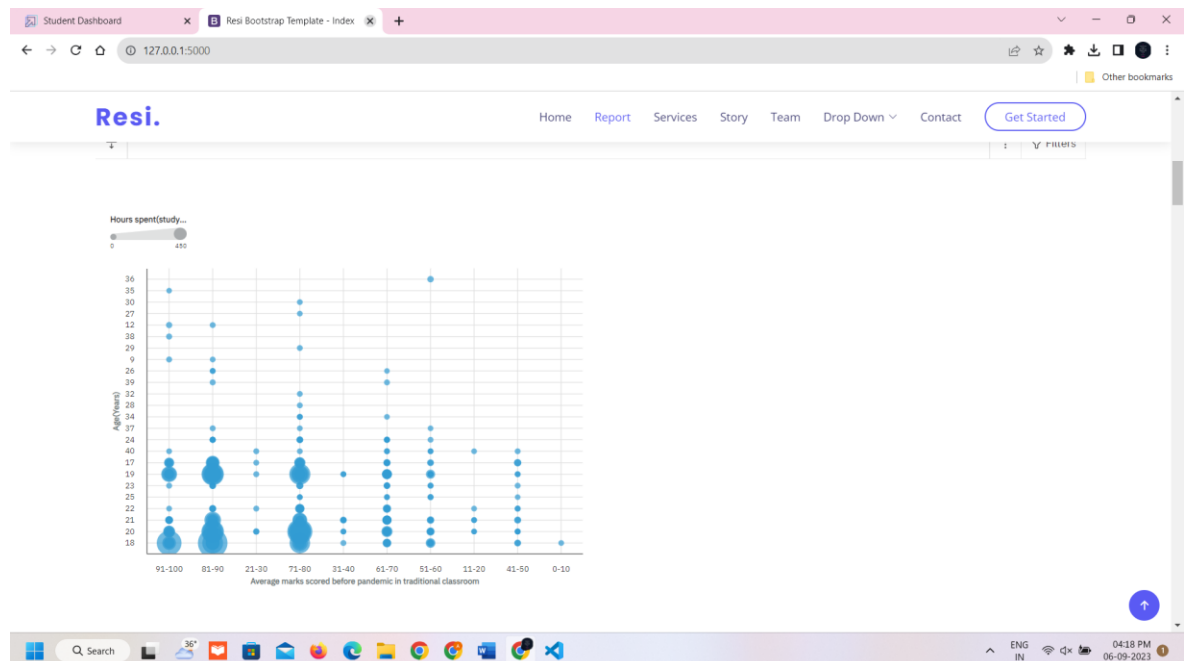 Student Dashboard
Resi Bootstrap Template - Index
127.0.0.1:5000
Other bookmarks
Resi.
Home Report Services Story Team Drop Down Contact Get Started
Filters
Hours spent(study...
0 480
Age(Years)
36
35
30
27
12
38
29
9
26
39
32
28
34
37
24
40
17
19
23
25
22
21
20
18
91-100 81-90 21-30 71-80 31-40 61-70 51-60 11-20 41-50 0-10
Average marks scored before pandemic in traditional classroom
36°
Search
ENG
IN
04:18 PM
06-09-2023
1